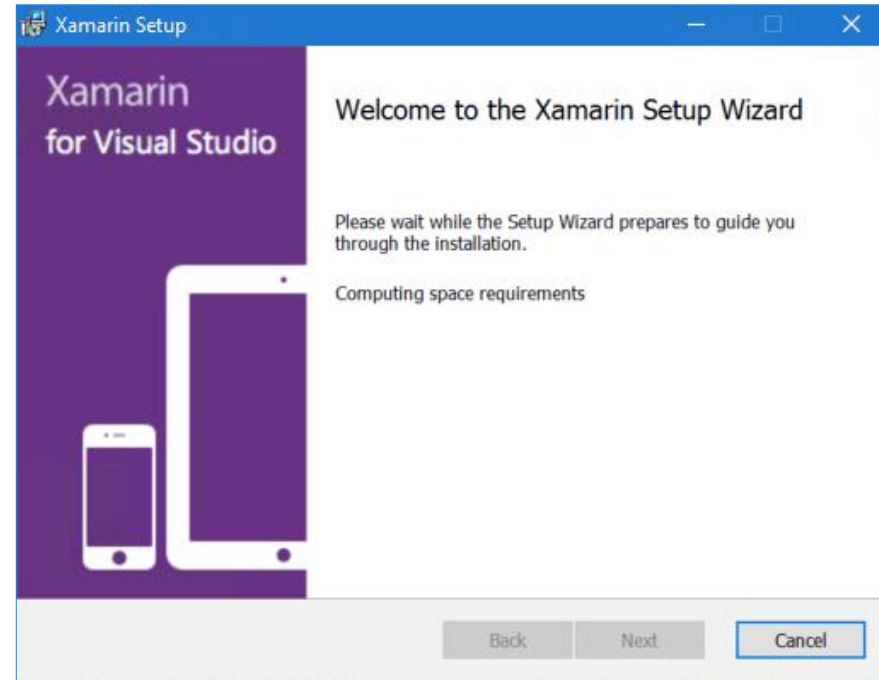 Xamarin Setup
Xamarin
for Visual Studio
Welcome to the Xamarin Setup Wizard
Please wait while the Setup Wizard prepares to guide you
through the installation.
Computing space requirements
Back Next Cancel